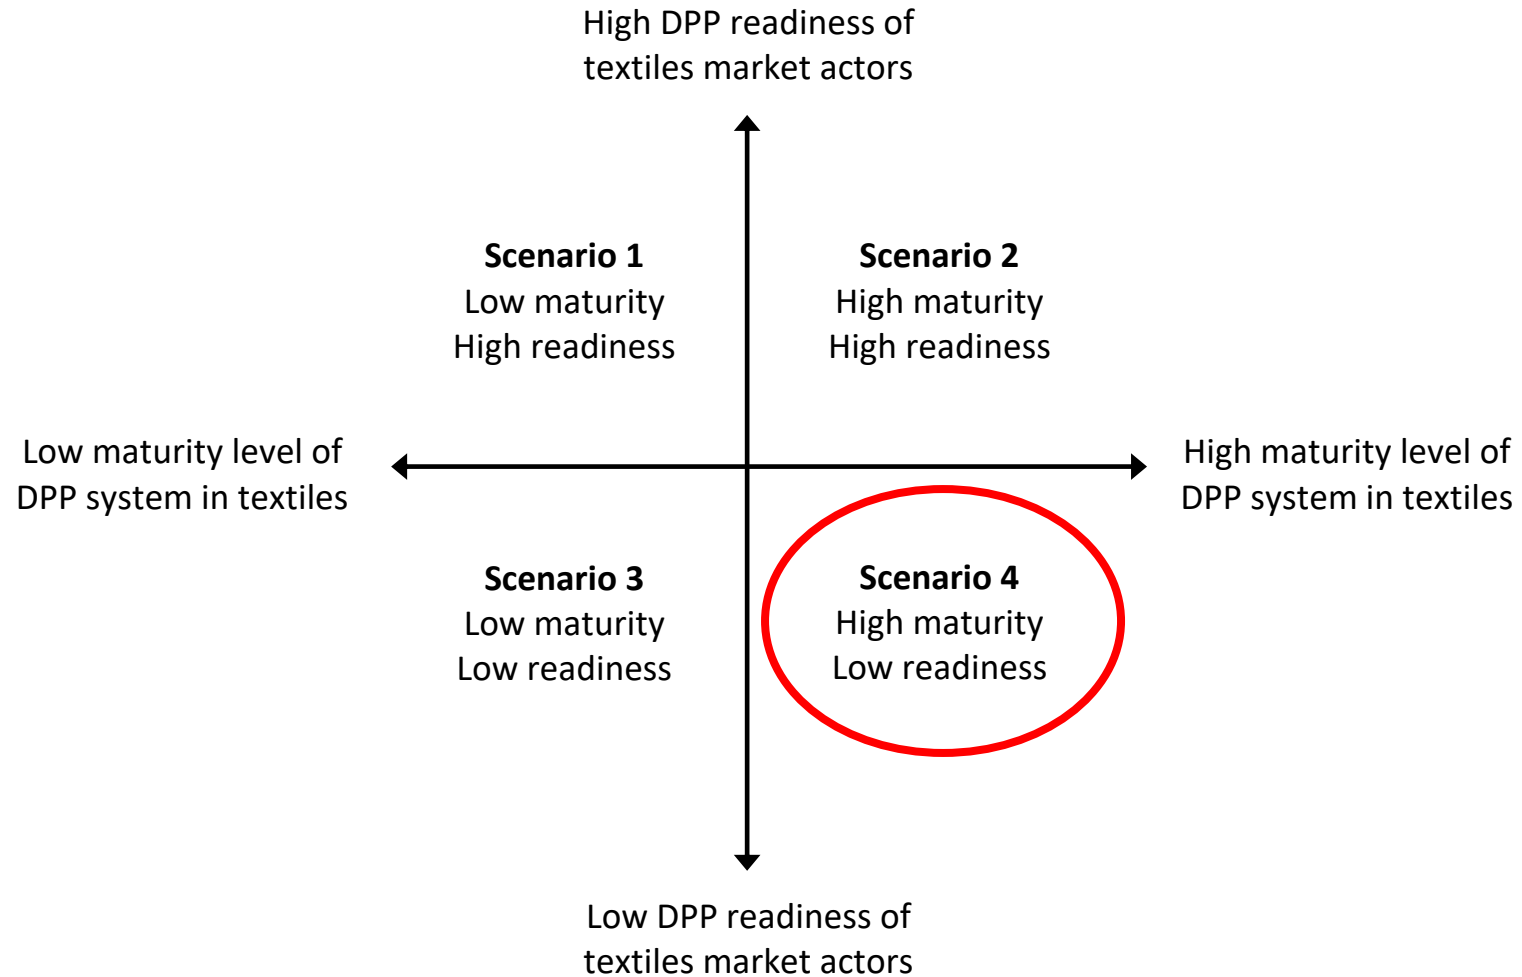 High DPP readiness of
textiles market actors
Scenario 1
Low maturity
High readiness
Scenario 2
High maturity
High readiness
Low maturity level of
DPP system in textiles
High maturity level of
DPP system in textiles
Scenario 3
Low maturity
Low readiness
Scenario 4
High maturity
Low readiness
Low DPP readiness of
textiles market actors